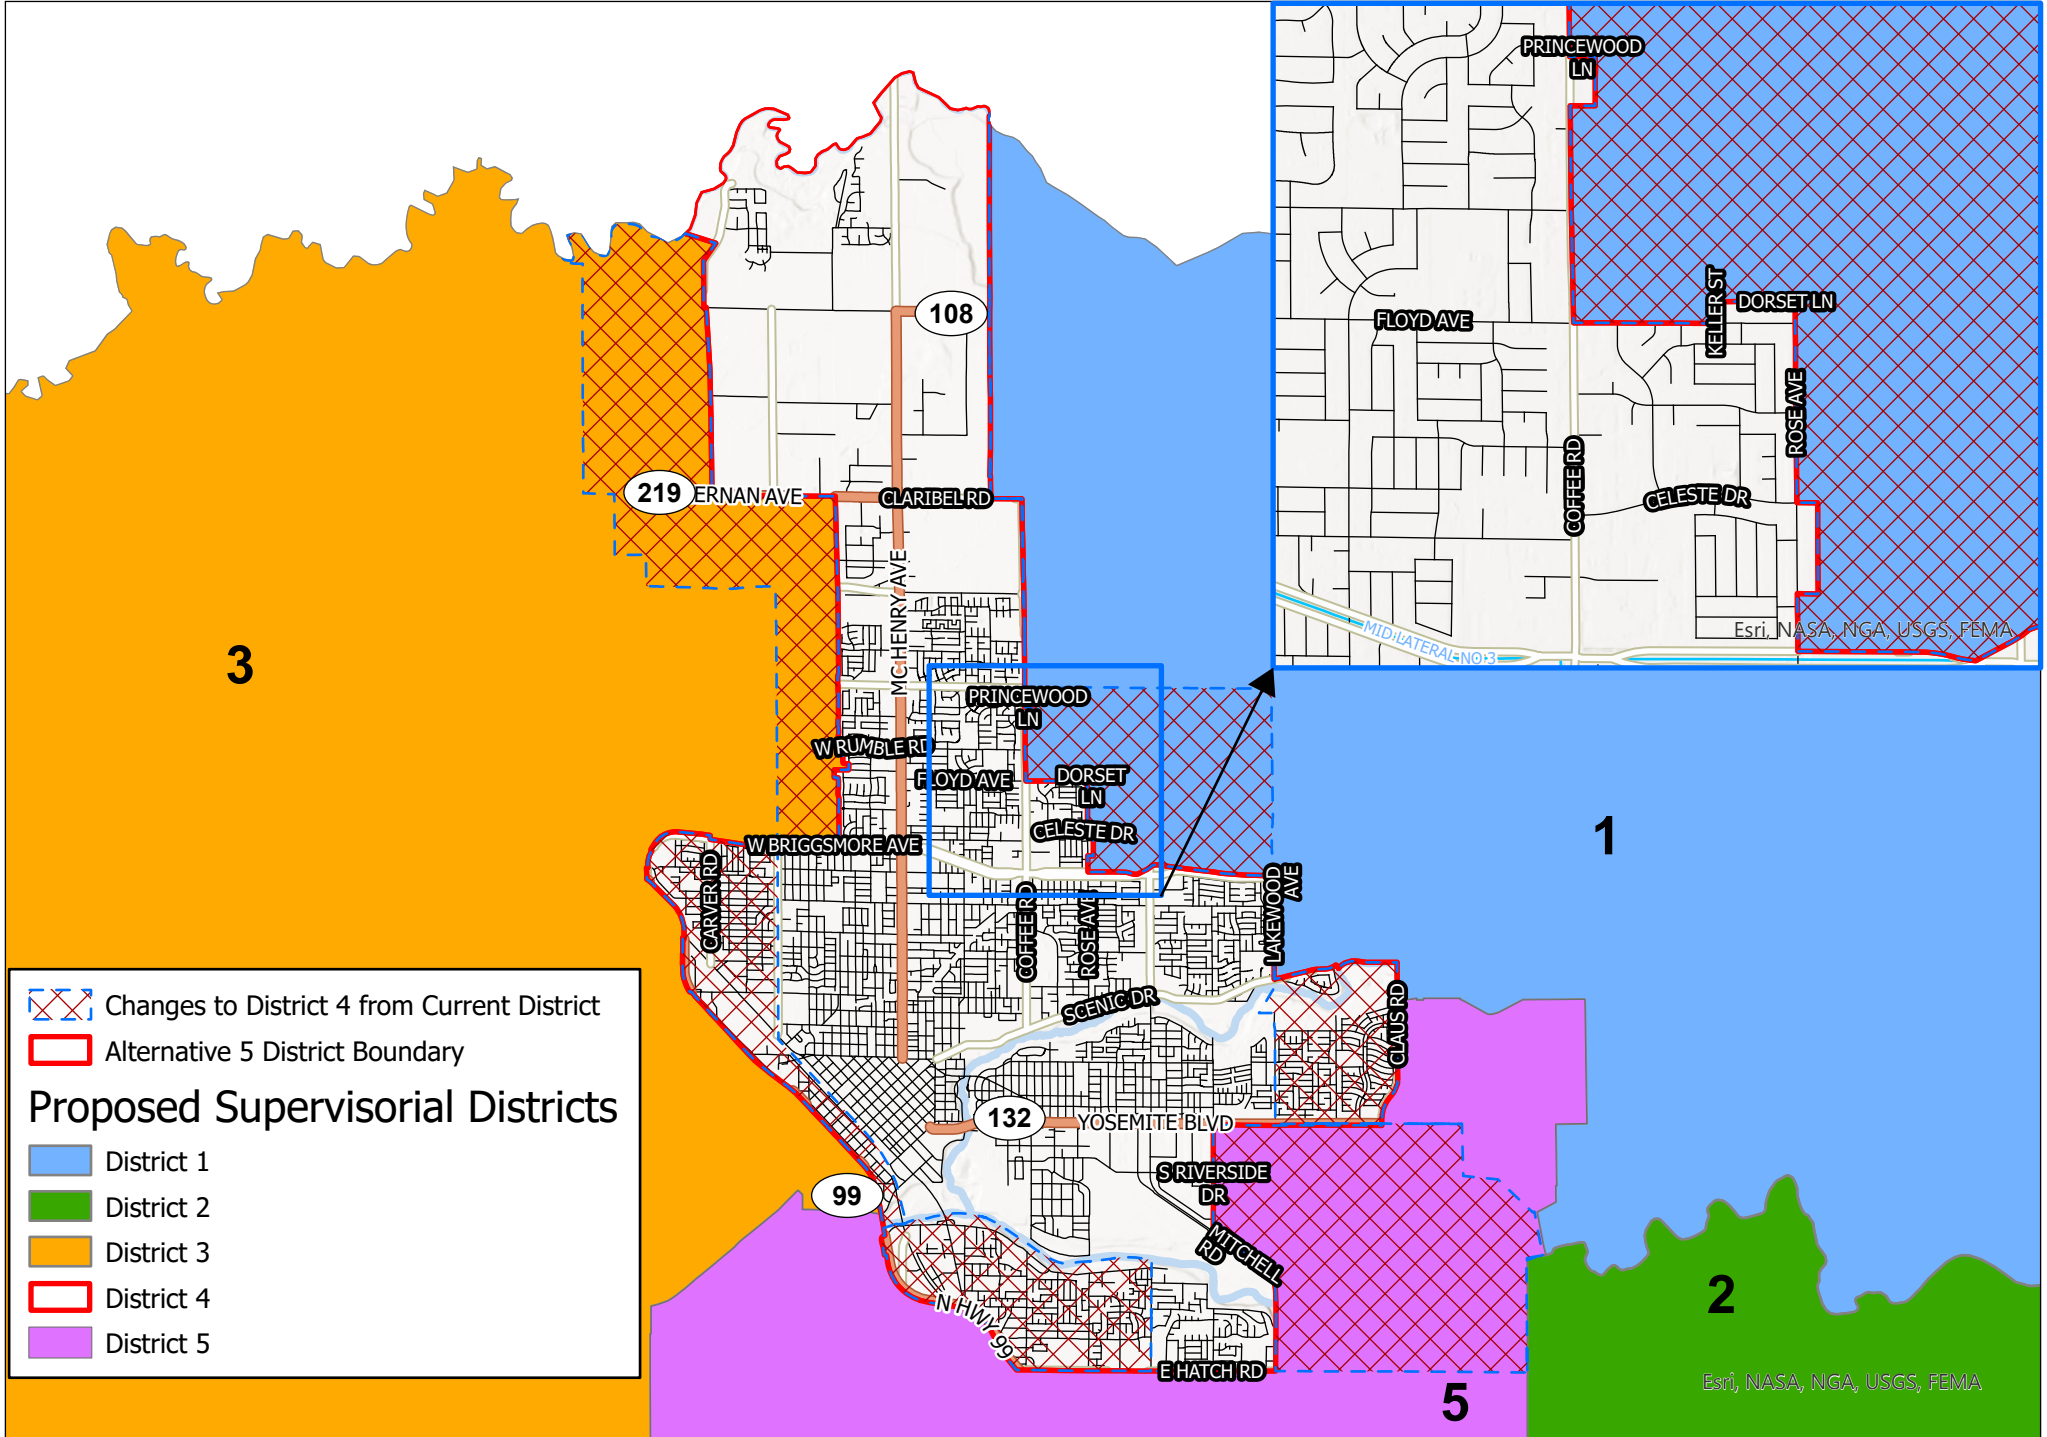 PRINCEWOOD
LN
KELLER ST
DORSET LN
FLOYD AVE
ROSE AVE
COFFEE RD
CELESTE DR
MID LATERAL NO 3
Esri, NASA, NGA, USGS, FEMA
108
219
ERNAN AVE
CLARIBEL RD
MCHENRY AVE
3
PRINCEWOOD
LN
W RUMBLE RD
FLOYD AVE
DORSET
LN
CELESTE DR
W BRIGGSMORE AVE
1
CARVER RD
COFFEE RD
ROSE AVE
LAKEWOOD
AVE
SCENIC DR
CLAUS RD
132
YOSEMITE BLVD
S RIVERSIDE
DR
99
MITCHELL
RD
N HWY 99
E HATCH RD
2
5
Esri, NASA, NGA, USGS, FEMA
Changes to District 4 from Current District
Alternative 5 District Boundary
Proposed Supervisorial Districts
District 1
District 2
District 3
District 4
District 5